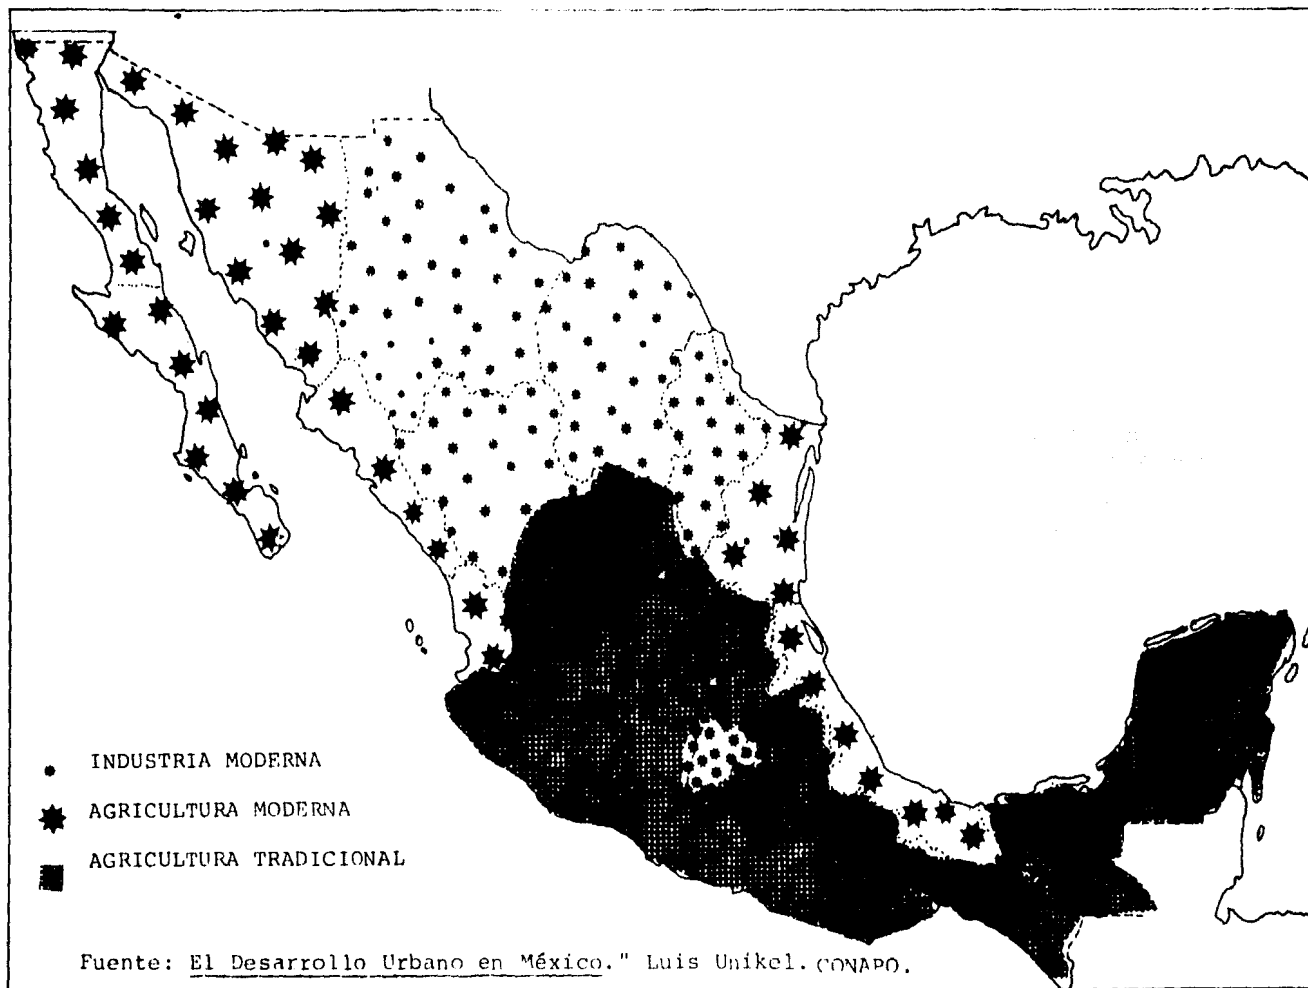 INDUSTRIA MODERNA
AGRICULTURA MODERNA
AGRICULTURA TRADICIONAL
Fuente: El Desarrollo Urbano en México." Luis Unikel. CONAPO.